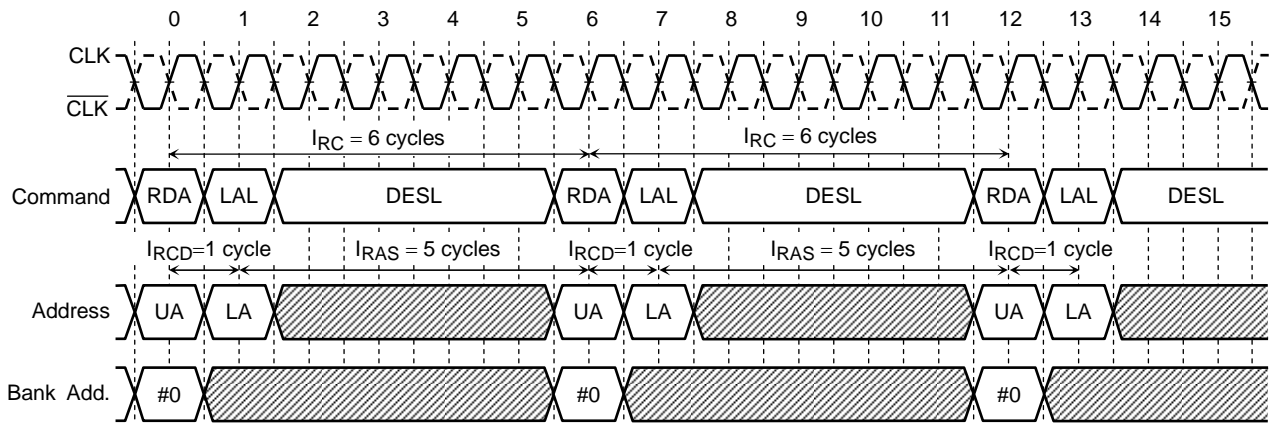 0 1 2 3 4 5 6 7 8 9 10 11 12 13 14 15
CLK
CLK
IRC = 6 cycles IRC = 6 cycles
Command RDA LAL DESL RDA LAL DESL RDA LAL DESL
IRCD=1 cycle IRAS = 5 cycles IRCD=1 cycle IRAS = 5 cycles IRCD=1 cycle
Address UA LA UA LA UA LA
Bank Add. #0 #0 #0